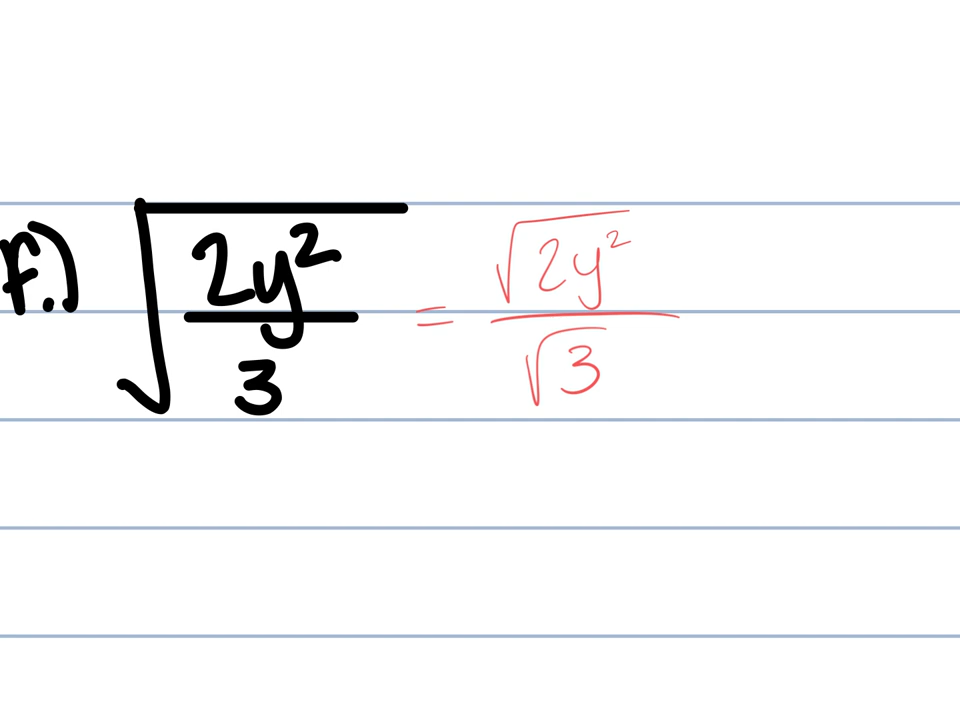 f.) √(2y²/3) = √(2y²)/√3